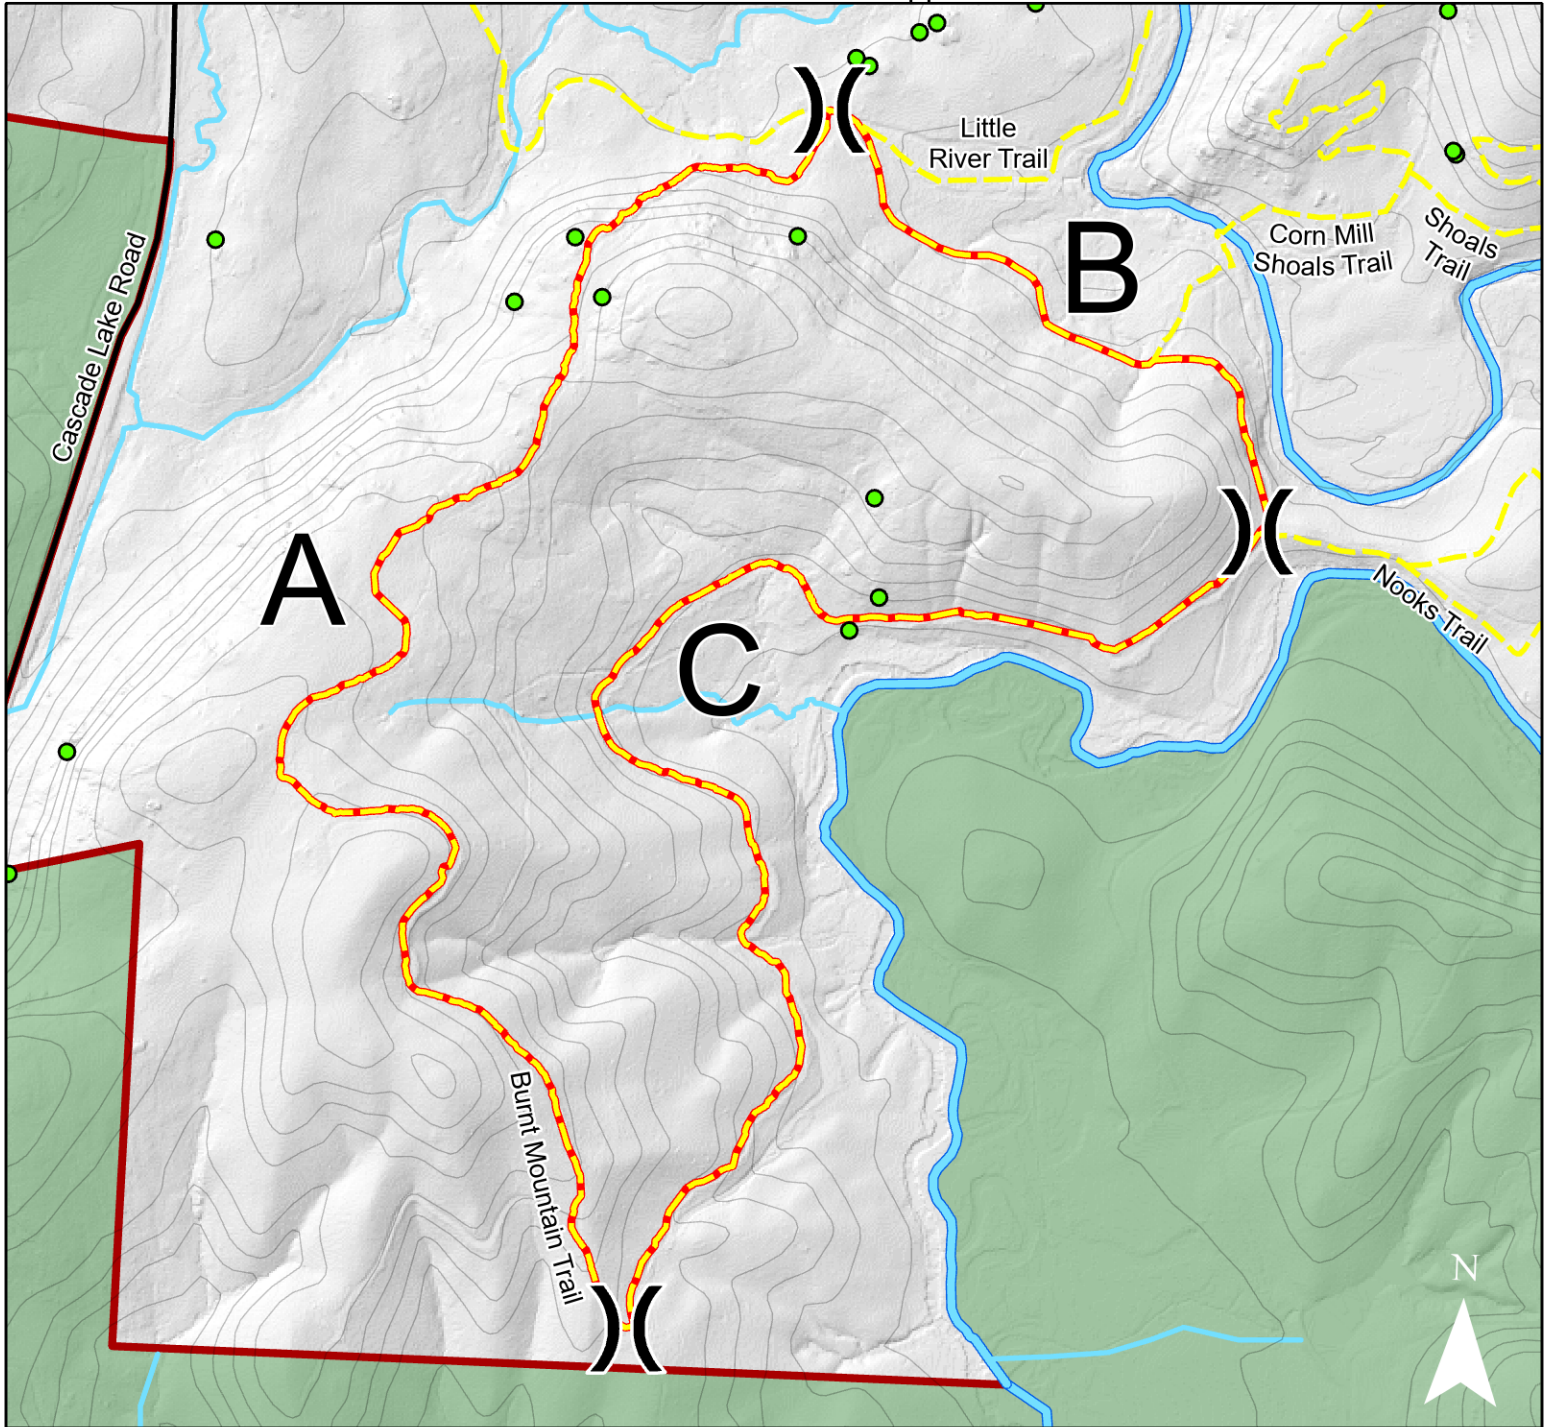 Little
River Trail
B
Corn Mill
Shoals Trail
Shoals
Trail
Cascade Lake Road
A
C
Nooks Trail
Burnt Mountain Trail
N